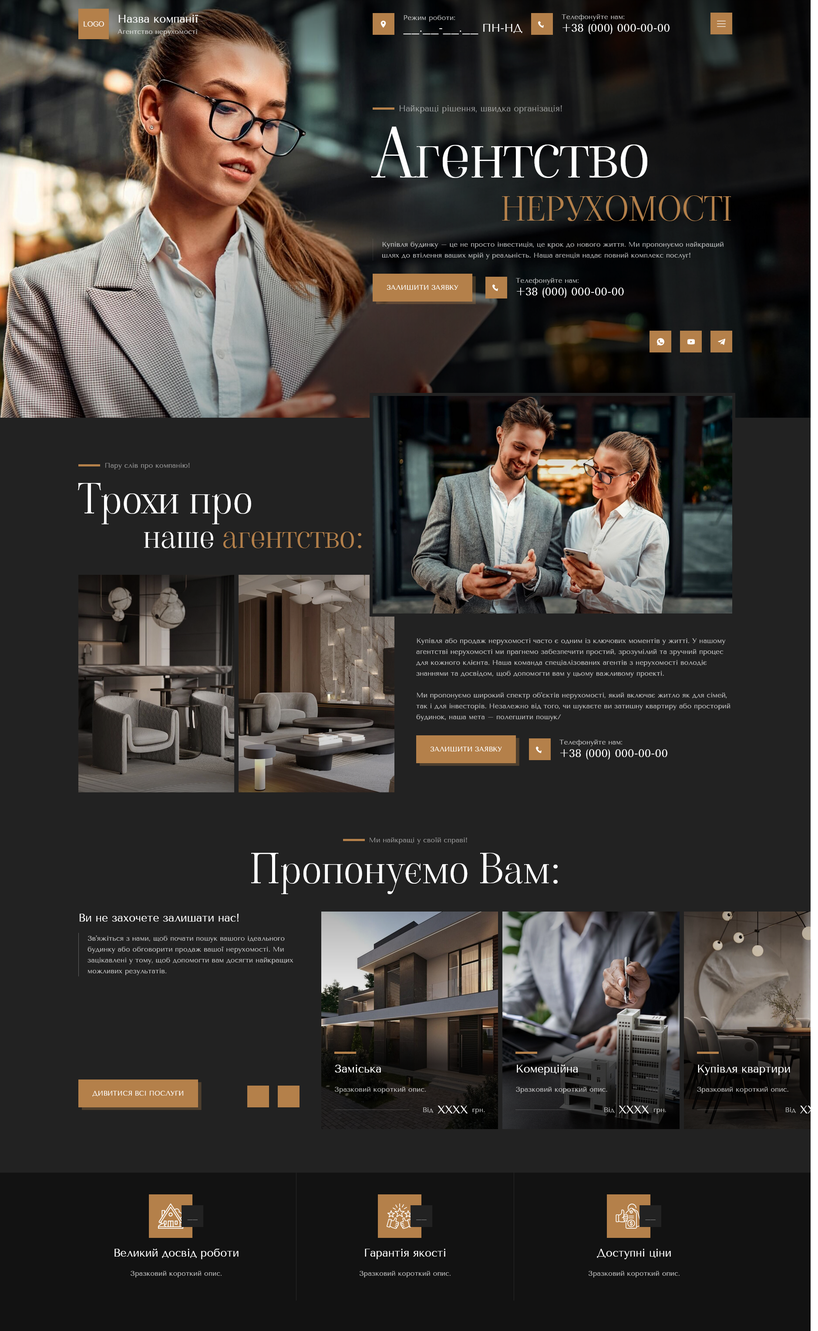 LOGO
Назва компанії
Агентство нерухомості
Режим роботи:
__.__-__.__ ПН-НД
Телефонуйте нам:
+38 (000) 000-00-00
Найкращі рішення, швидка організація!
Агентство
НЕРУХОМОСТІ
Купівля будинку – це не просто інвестиція, це крок до нового життя. Ми пропонуємо найкращий
шлях до втілення ваших мрій у реальність. Наша агенція надає повний комплекс послуг!
ЗАЛИШИТИ ЗАЯВКУ
Телефонуйте нам:
+38 (000) 000-00-00
Пару слів про компанію!
Трохи про
наше агентство:
Купівля або продаж нерухомості часто є одним із ключових моментів у житті. У нашому
агентстві нерухомості ми прагнемо забезпечити простий, зрозумілий та зручний процес
для кожного клієнта. Наша команда спеціалізованих агентів з нерухомості володіє
знаннями та досвідом, щоб допомогти вам у цьому важливому проекті.
Ми пропонуємо широкий спектр об'єктів нерухомості, який включає житло як для сімей,
так і для інвесторів. Незалежно від того, чи шукаєте ви затишну квартиру або просторий
будинок, наша мета – полегшити пошук/
ЗАЛИШИТИ ЗАЯВКУ
Телефонуйте нам:
+38 (000) 000-00-00
Ми найкращі у своїй справі!
Пропонуємо Вам:
Ви не захочете залишати нас!
Зв'яжіться з нами, щоб почати пошук вашого ідеального
будинку або обговорити продаж вашої нерухомості. Ми
зацікавлені у тому, щоб допомогти вам досягти найкращих
можливих результатів.
ДИВИТИСЯ ВСІ ПОСЛУГИ
Заміська
Зразковий короткий опис.
Від XXXX грн.
Комерційна
Зразковий короткий опис.
Від XXXX грн.
Купівля квартири
Зразковий короткий опис.
Від XX
Великий досвід роботи
Зразковий короткий опис.
Гарантія якості
Зразковий короткий опис.
Доступні ціни
Зразковий короткий опис.